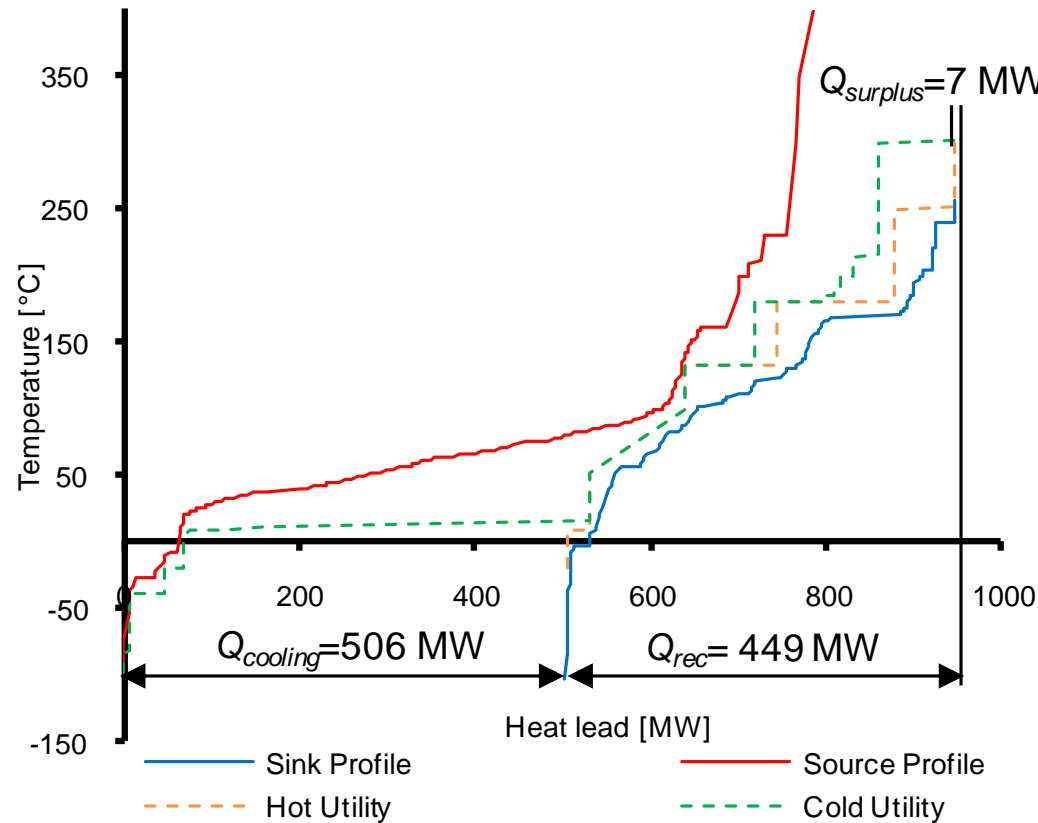 350
Qsurplus=7 MW
250
150
50
-50
-150
Temperature [°C]
0
200
400
600
800
1000
Qcooling=506 MW
Qrec= 449 MW
Heat lead [MW]
Sink Profile
Source Profile
Hot Utility
Cold Utility